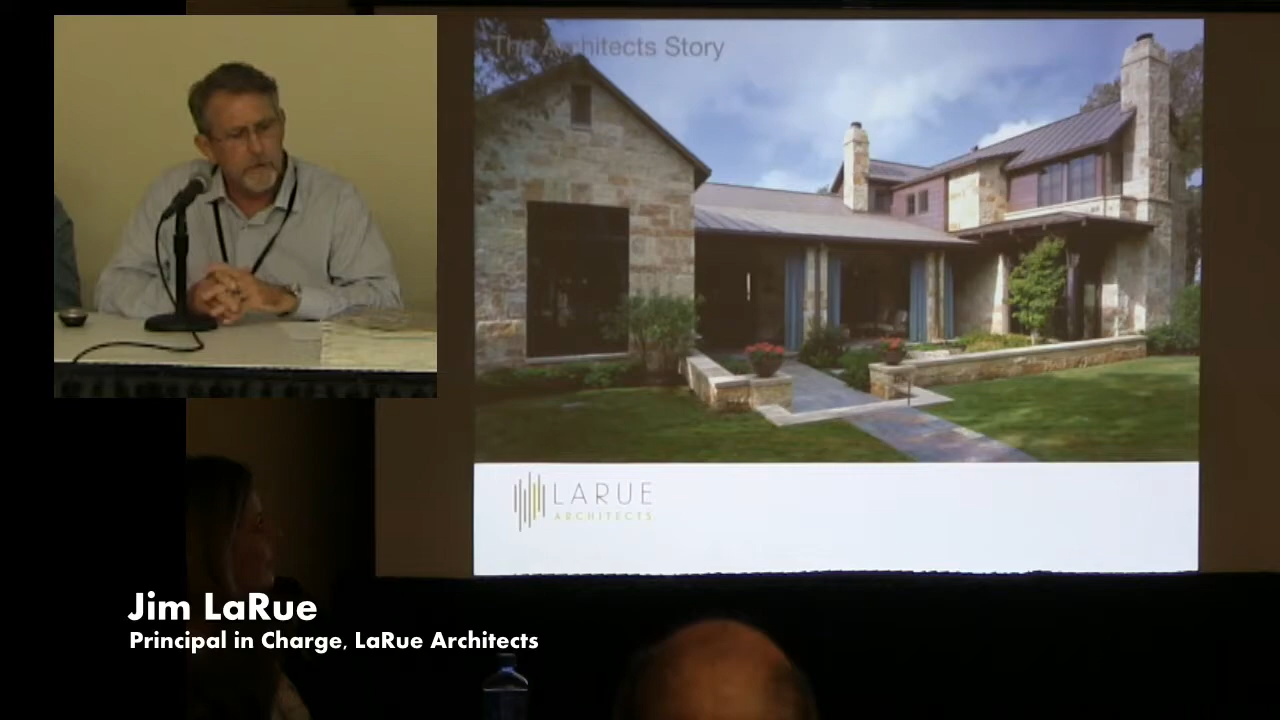 The Architects Story
LARUE
ARCHITECTS
Jim LaRue
Principal in Charge, LaRue Architects